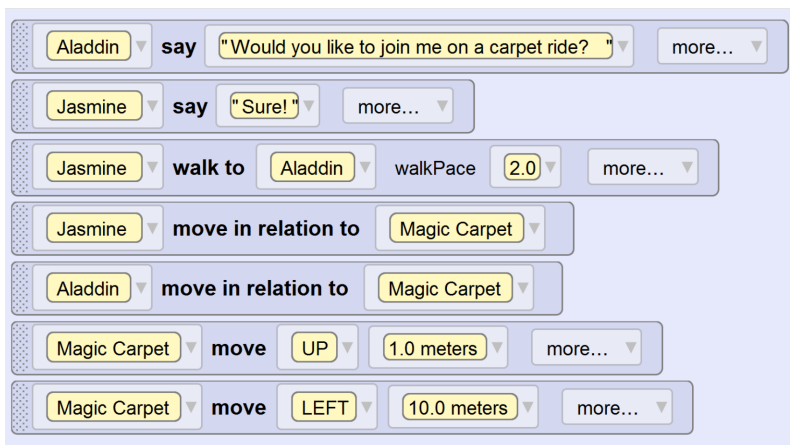 Aladdin say "Would you like to join me on a carpet ride? " more...
Jasmine say "Sure!" more...
Jasmine walk to Aladdin walkPace 2.0 more...
Jasmine move in relation to Magic Carpet
Aladdin move in relation to Magic Carpet
Magic Carpet move UP 1.0 meters more...
Magic Carpet move LEFT 10.0 meters more...